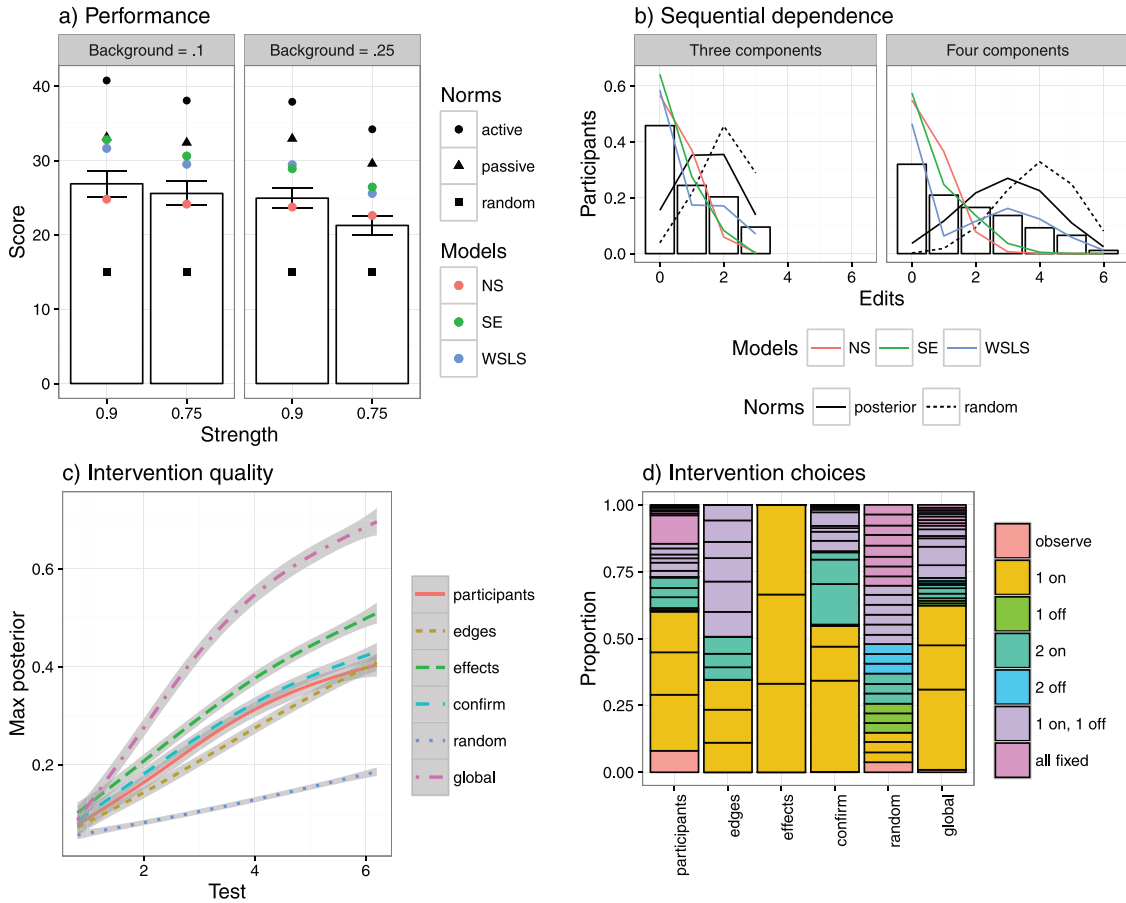 a) Performance
Background = .1
Background = .25
Score
40
30
20
10
0
0.9
0.75
0.9
0.75
Strength
Norms
active
passive
random
Models
NS
SE
WSLS
b) Sequential dependence
Three components
Four components
Participants
0.6
0.4
0.2
0.0
0
2
4
6
0
2
4
6
Edits
Models
NS
SE
WSLS
Norms
posterior
random
c) Intervention quality
Max posterior
0.6
0.4
0.2
2
4
6
Test
participants
edges
effects
confirm
random
global
d) Intervention choices
Proportion
1.00
0.75
0.50
0.25
0.00
participants
edges
effects
confirm
random
global
observe
1 on
1 off
2 on
2 off
1 on, 1 off
all fixed